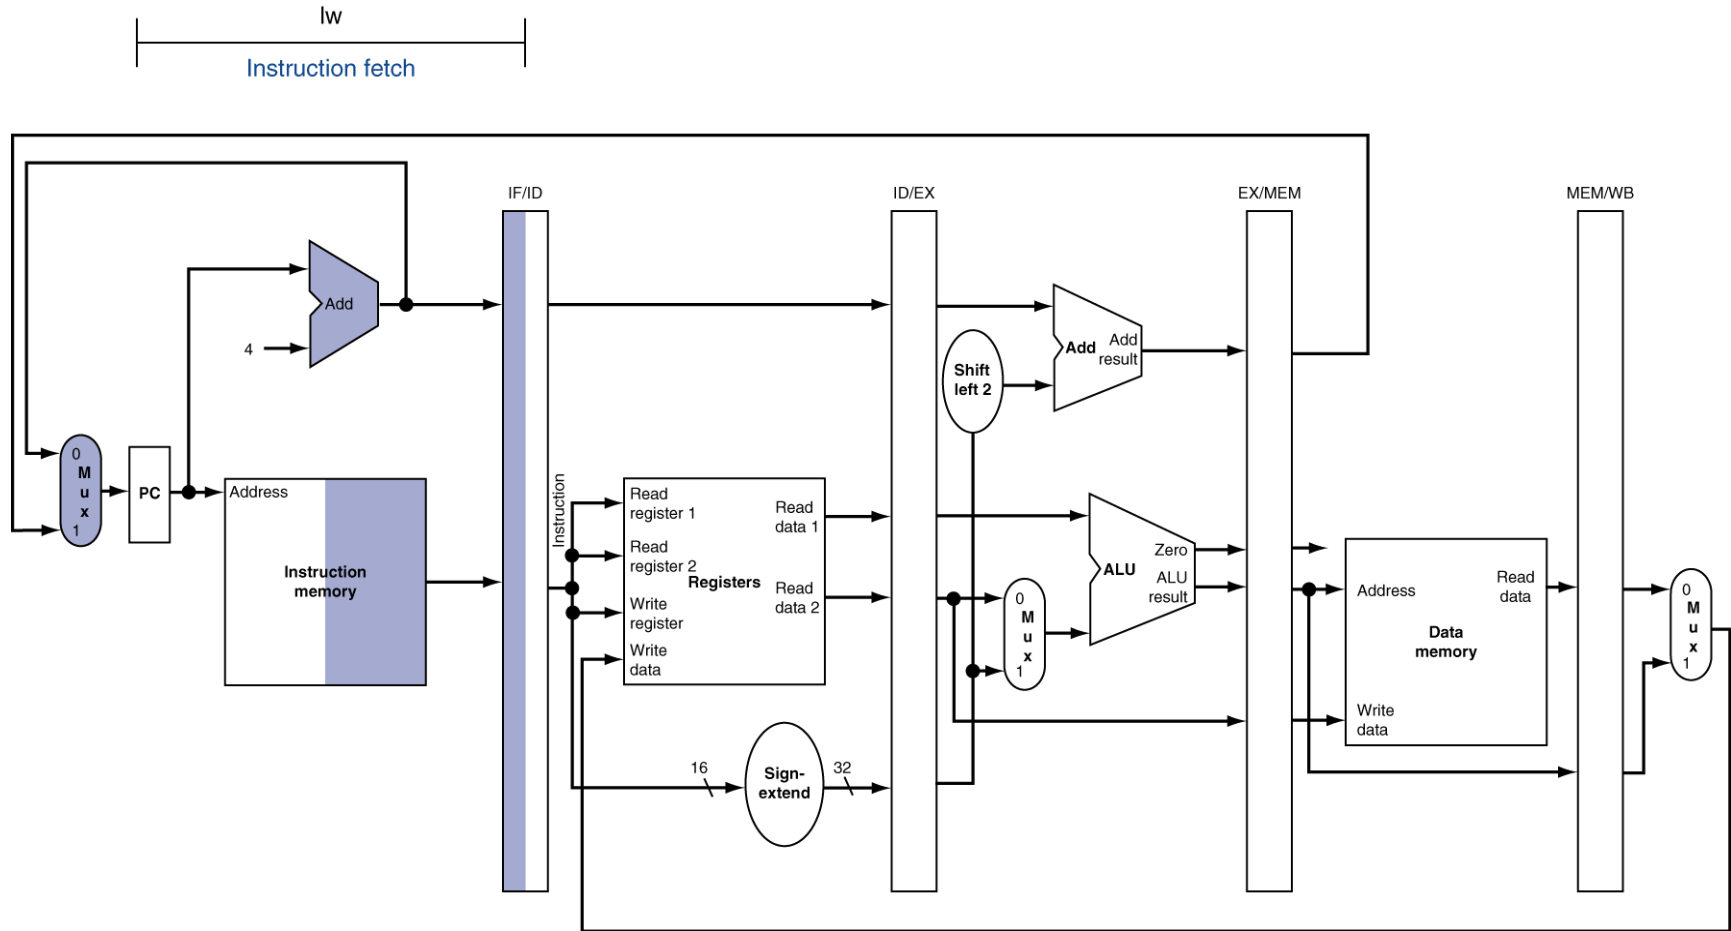 lw
Instruction fetch
IF/ID
ID/EX
EX/MEM
MEM/WB
Add
4
Add
Add
result
Shift
left 2
0
M
u
x
1
PC
Address
Instruction
memory
Instruction
Read
register 1
Read
register 2
Write
register
Write
data
Registers
Read
data 1
Read
data 2
16
Sign-
extend
32
0
M
u
x
1
Zero
ALU
ALU
result
Address
Read
data
Data
memory
Write
data
0
M
u
x
1